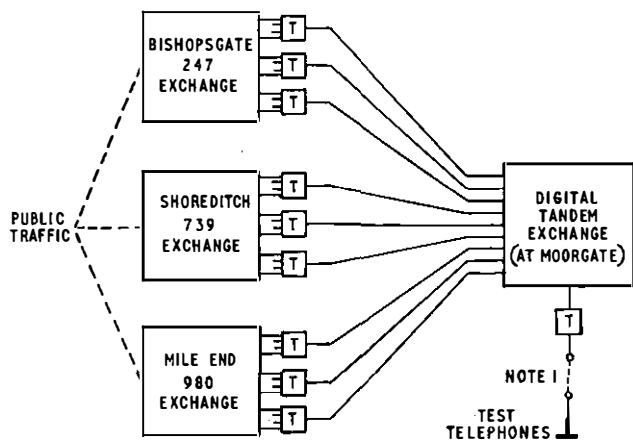 BISHOPSGATE
247
EXCHANGE
T
T
T
PUBLIC
TRAFFIC
SHOREDITCH
739
EXCHANGE
T
T
T
DIGITAL
TANDEM
EXCHANGE
(AT MOORGATE)
MILE END
980
EXCHANGE
T
T
T
T
NOTE 1
TEST
TELEPHONES